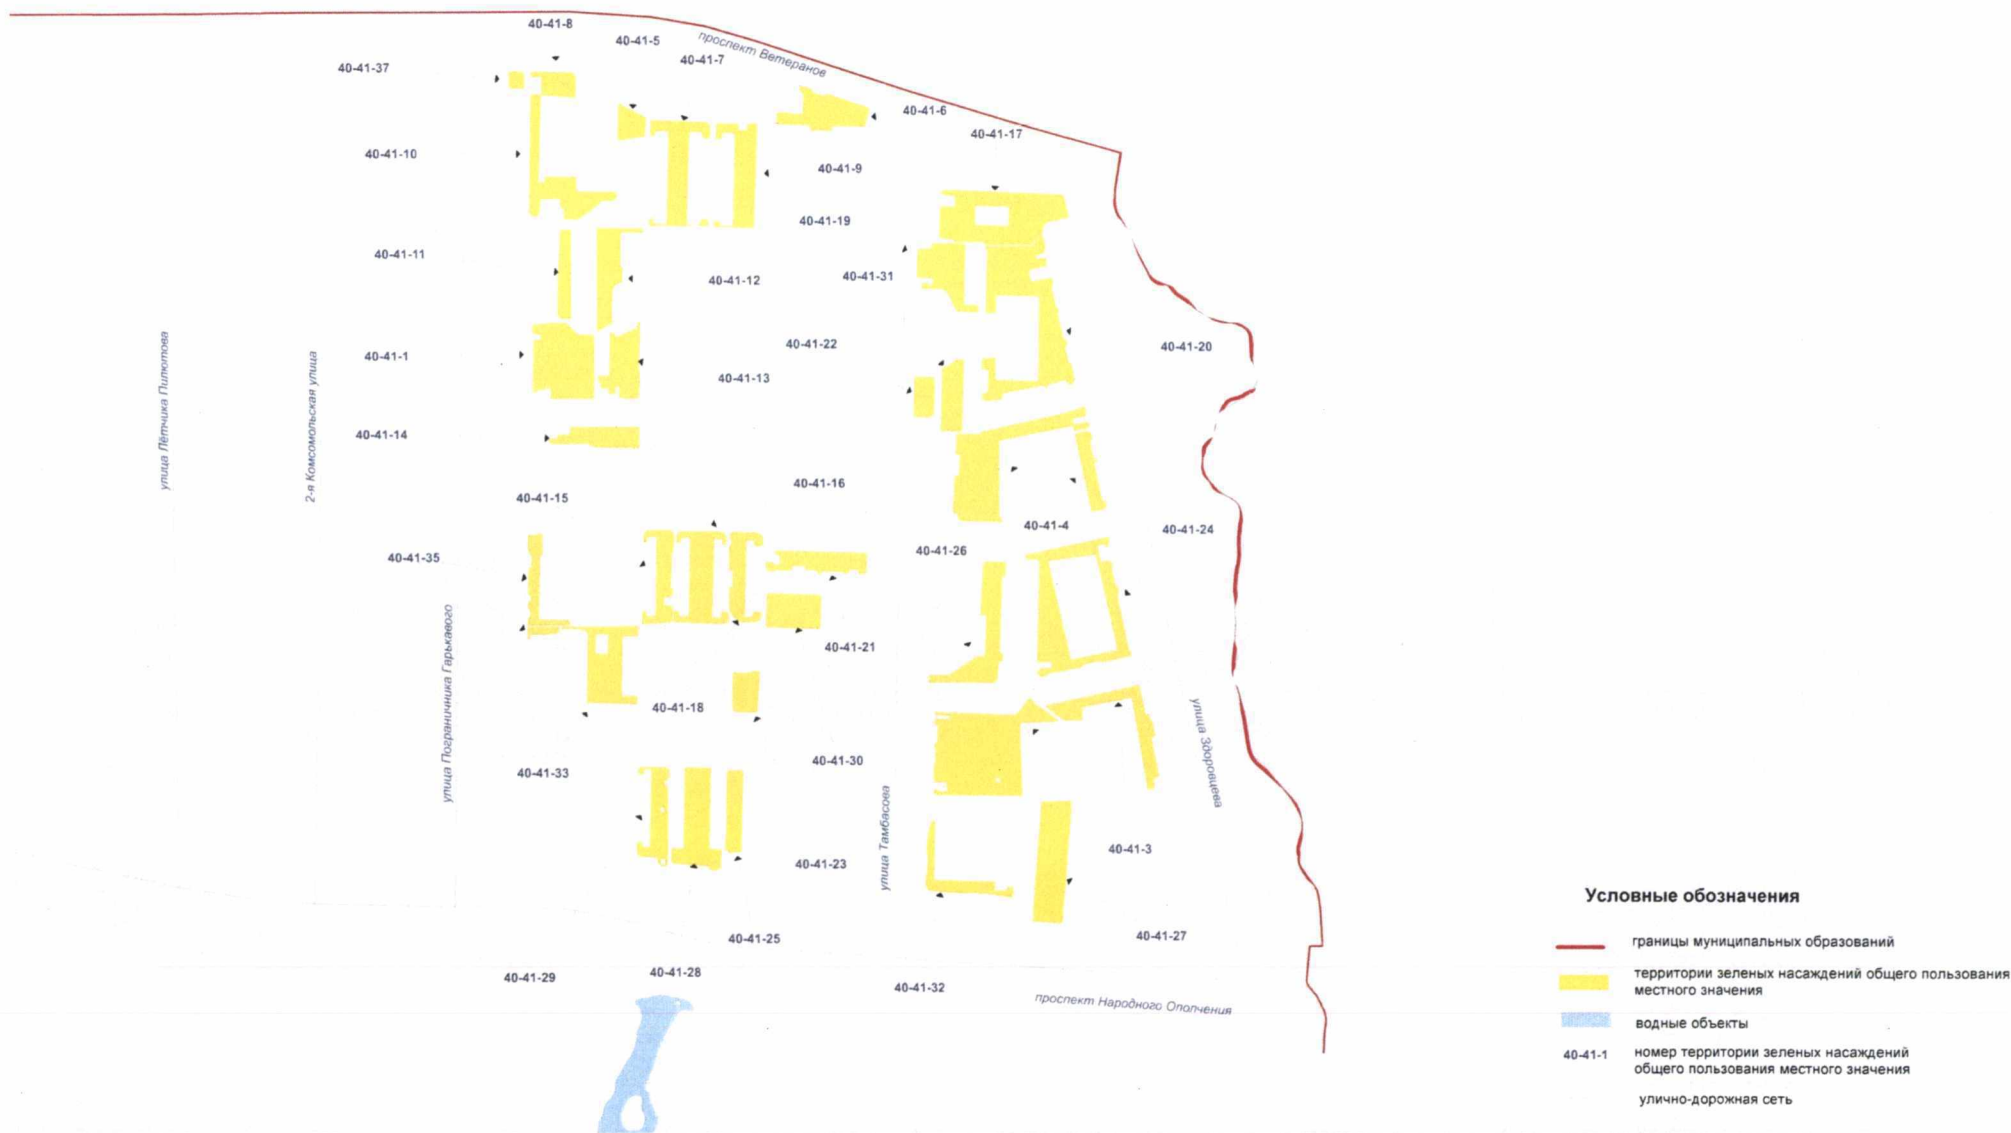 40-41-8
40-41-5
проспект Ветеранов
40-41-7
40-41-37
40-41-6
40-41-17
40-41-10
40-41-9
40-41-19
40-41-11
40-41-31
40-41-12
40-41-22
40-41-20
40-41-1
40-41-13
улица Лётчика Пилютова
2-я Комсомольская улица
40-41-14
40-41-16
40-41-15
40-41-4
40-41-24
40-41-26
40-41-35
40-41-21
улица Пограничника Гарькавого
40-41-18
улица Здоровцева
40-41-30
40-41-33
улица Тамбасова
40-41-3
40-41-23
40-41-25
40-41-27
40-41-28
40-41-29
40-41-32
проспект Народного Ополчения
Условные обозначения
границы муниципальных образований
территории зеленых насаждений общего пользования
местного значения
водные объекты
40-41-1
номер территории зеленых насаждений
общего пользования местного значения
улично-дорожная сеть